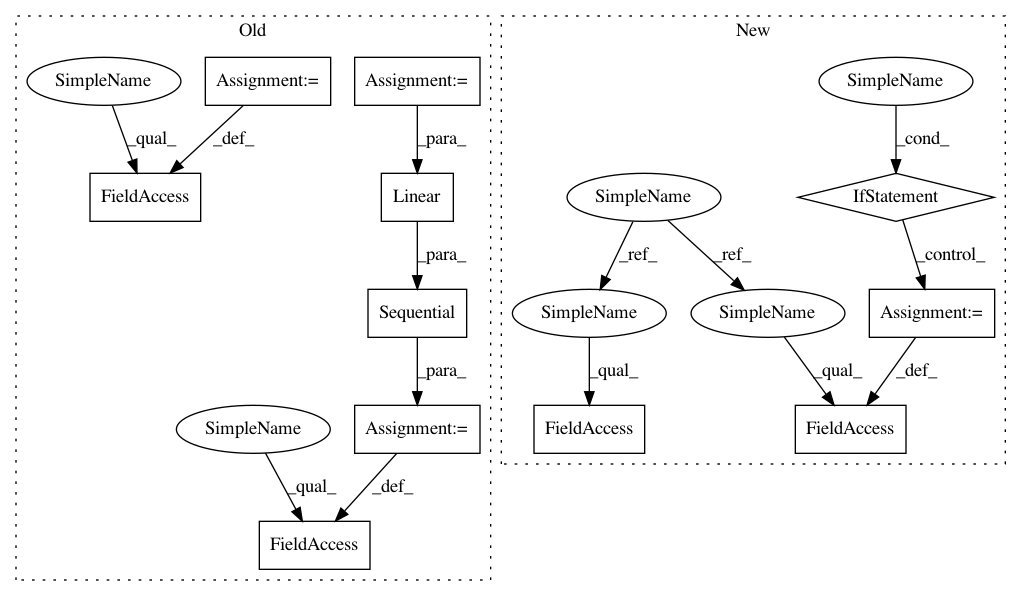 Old
New
SimpleName
Assignment:=
Assignment:=
SimpleName
_qual_
_def_
_para_
_cond_
FieldAccess
Linear
SimpleName
IfStatement
_para_
_ref_
_ref_
_control_
Sequential
SimpleName
SimpleName
Assignment:=
_para_
_qual_
_qual_
_def_
SimpleName
Assignment:=
FieldAccess
FieldAccess
_qual_
_def_
FieldAccess